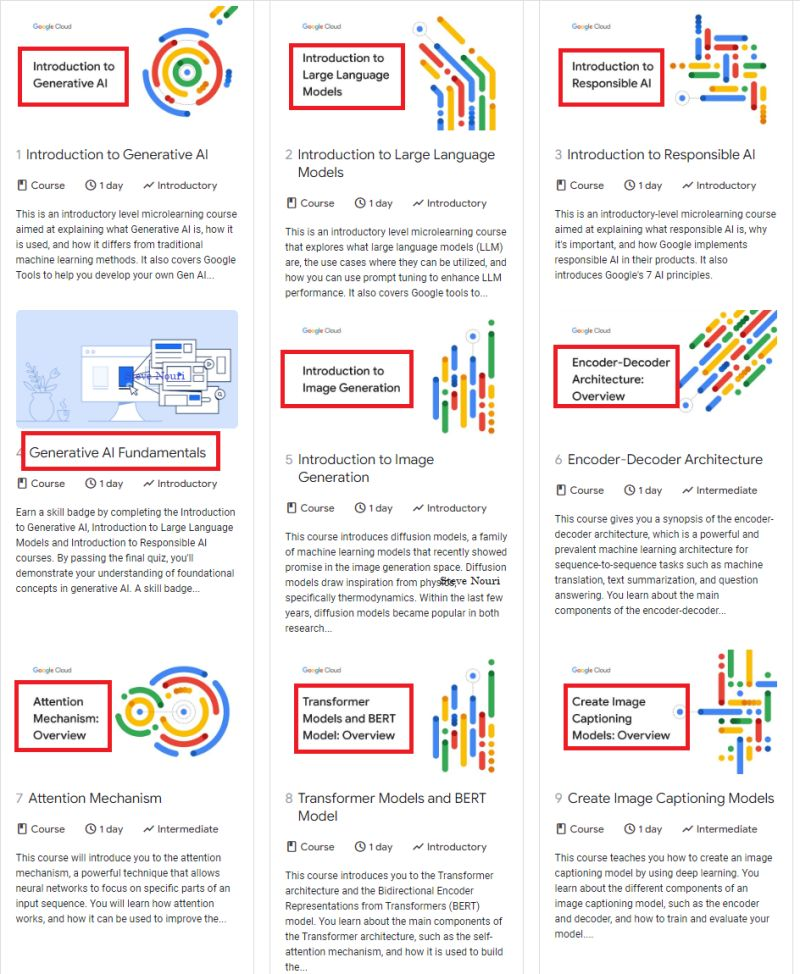 Google Cloud
Introduction to
Generative AI
1 Introduction to Generative AI
Course 1 day Introductory
This is an introductory level microlearning course
aimed at explaining what Generative AI is, how it
is used, and how it differs from traditional
machine learning methods. It also covers Google
Tools to help you develop your own Gen AI...
Google Cloud
Introduction to
Large Language
Models
2 Introduction to Large Language
Models
Course 1 day Introductory
This is an introductory level microlearning course
that explores what large language models (LLM)
are, the use cases where they can be utilized, and
how you can use prompt tuning to enhance LLM
performance. It also covers Google tools to...
Google Cloud
Introduction to
Responsible AI
3 Introduction to Responsible AI
Course 1 day Introductory
This is an introductory-level microlearning course
aimed at explaining what responsible AI is, why
it's important, and how Google implements
responsible AI in their products. It also
introduces Google's 7 AI principles.
Steve Nouri
4 Generative AI Fundamentals
Course 1 day Introductory
Earn a skill badge by completing the Introduction
to Generative AI, Introduction to Large Language
Models and Introduction to Responsible AI
courses. By passing the final quiz, you'll
demonstrate your understanding of foundational
concepts in generative AI. A skill badge...
Google Cloud
Introduction to
Image Generation
5 Introduction to Image
Generation
Course 1 day Introductory
This course introduces diffusion models, a family
of machine learning models that recently showed
promise in the image generation space. Diffusion
models draw inspiration from physics,
Steve Nouri
specifically thermodynamics. Within the last few
years, diffusion models became popular in both
research...
Google Cloud
Encoder-Decoder
Architecture:
Overview
6 Encoder-Decoder Architecture
Course 1 day Intermediate
This course gives you a synopsis of the encoder-
decoder architecture, which is a powerful and
prevalent machine learning architecture for
sequence-to-sequence tasks such as machine
translation, text summarization, and question
answering. You learn about the main
components of the encoder-decoder...
Google Cloud
Attention
Mechanism:
Overview
7 Attention Mechanism
Course 1 day Intermediate
This course will introduce you to the attention
mechanism, a powerful technique that allows
neural networks to focus on specific parts of an
input sequence. You will learn how attention
works, and how it can be used to improve the...
Google Cloud
Transformer
Models and BERT
Model: Overview
8 Transformer Models and BERT
Model
Course 1 day Introductory
This course introduces you to the Transformer
architecture and the Bidirectional Encoder
Representations from Transformers (BERT)
model. You learn about the main components of
the Transformer architecture, such as the self-
attention mechanism, and how it is used to build
the...
Google Cloud
Create Image
Captioning
Models: Overview
9 Create Image Captioning Models
Course 1 day Intermediate
This course teaches you how to create an image
captioning model by using deep learning. You
learn about the different components of an
image captioning model, such as the encoder
and decoder, and how to train and evaluate your
model....